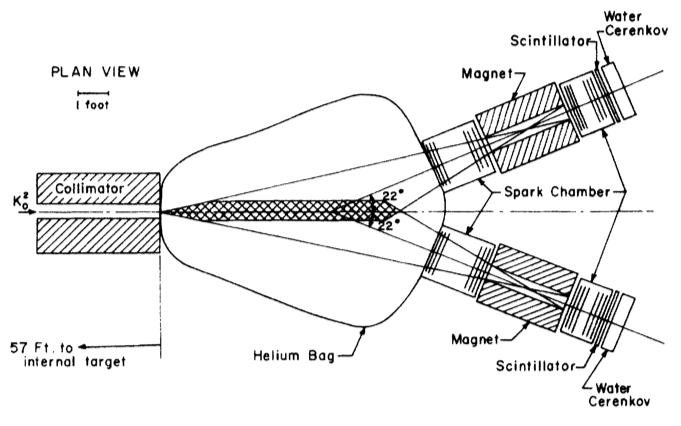 PLAN VIEW
1 foot
Collimator
K₀²
57 Ft. to
internal target
Helium Bag
22°
22°
Magnet
Scintillator
Water
Cerenkov
Spark Chamber
Magnet
Scintillator
Water
Cerenkov